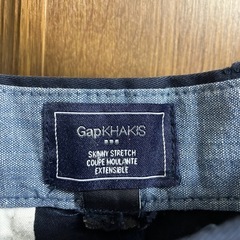 GapKHAKIS
SKINNY STRETCH
COUPE MOULANTE
EXTENSIBLE